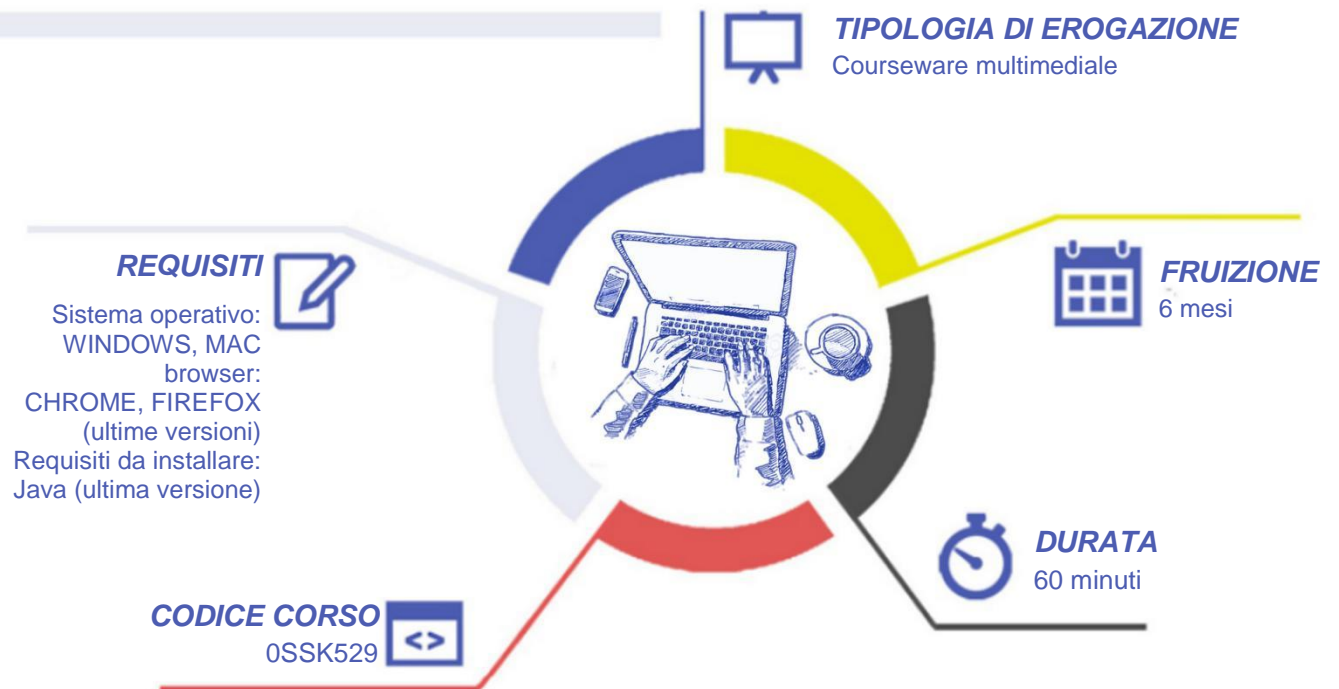 TIPOLOGIA DI EROGAZIONE
Courseware multimediale
REQUISITI
Sistema operativo:
WINDOWS, MAC
browser:
CHROME, FIREFOX
(ultime versioni)
Requisiti da installare:
Java (ultima versione)
FRUIZIONE
6 mesi
DURATA
60 minuti
CODICE CORSO
0SSK529